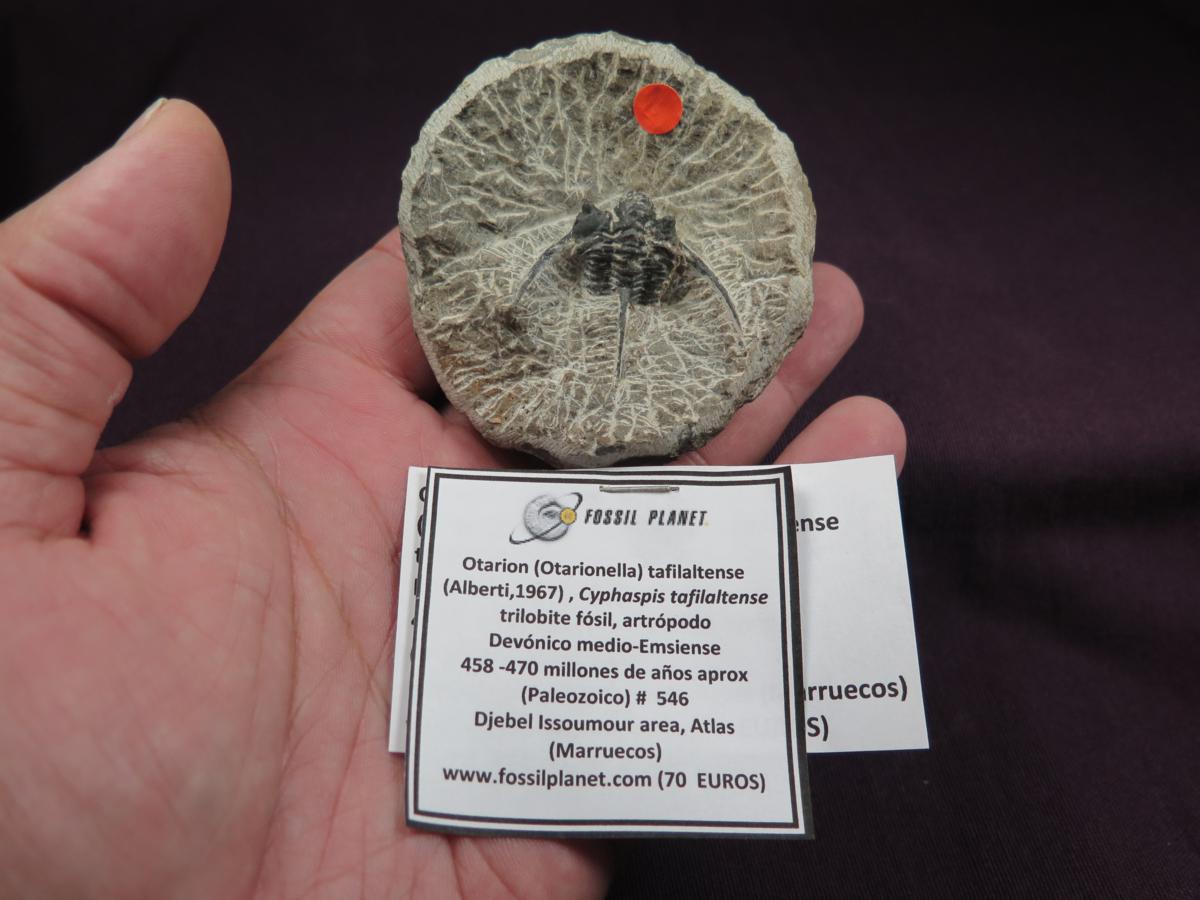 FOSSIL PLANET
Otarion (Otarionella) tafilaltense
(Alberti,1967) , Cyphaspis tafilaltense
trilobite fósil, artrópodo
Devónico medio-Emsiense
458 -470 millones de años aprox
(Paleozoico) # 546
Djebel Issoumour area, Atlas
(Marruecos)
www.fossilplanet.com (70 EUROS)
ense
arruecos)
S)